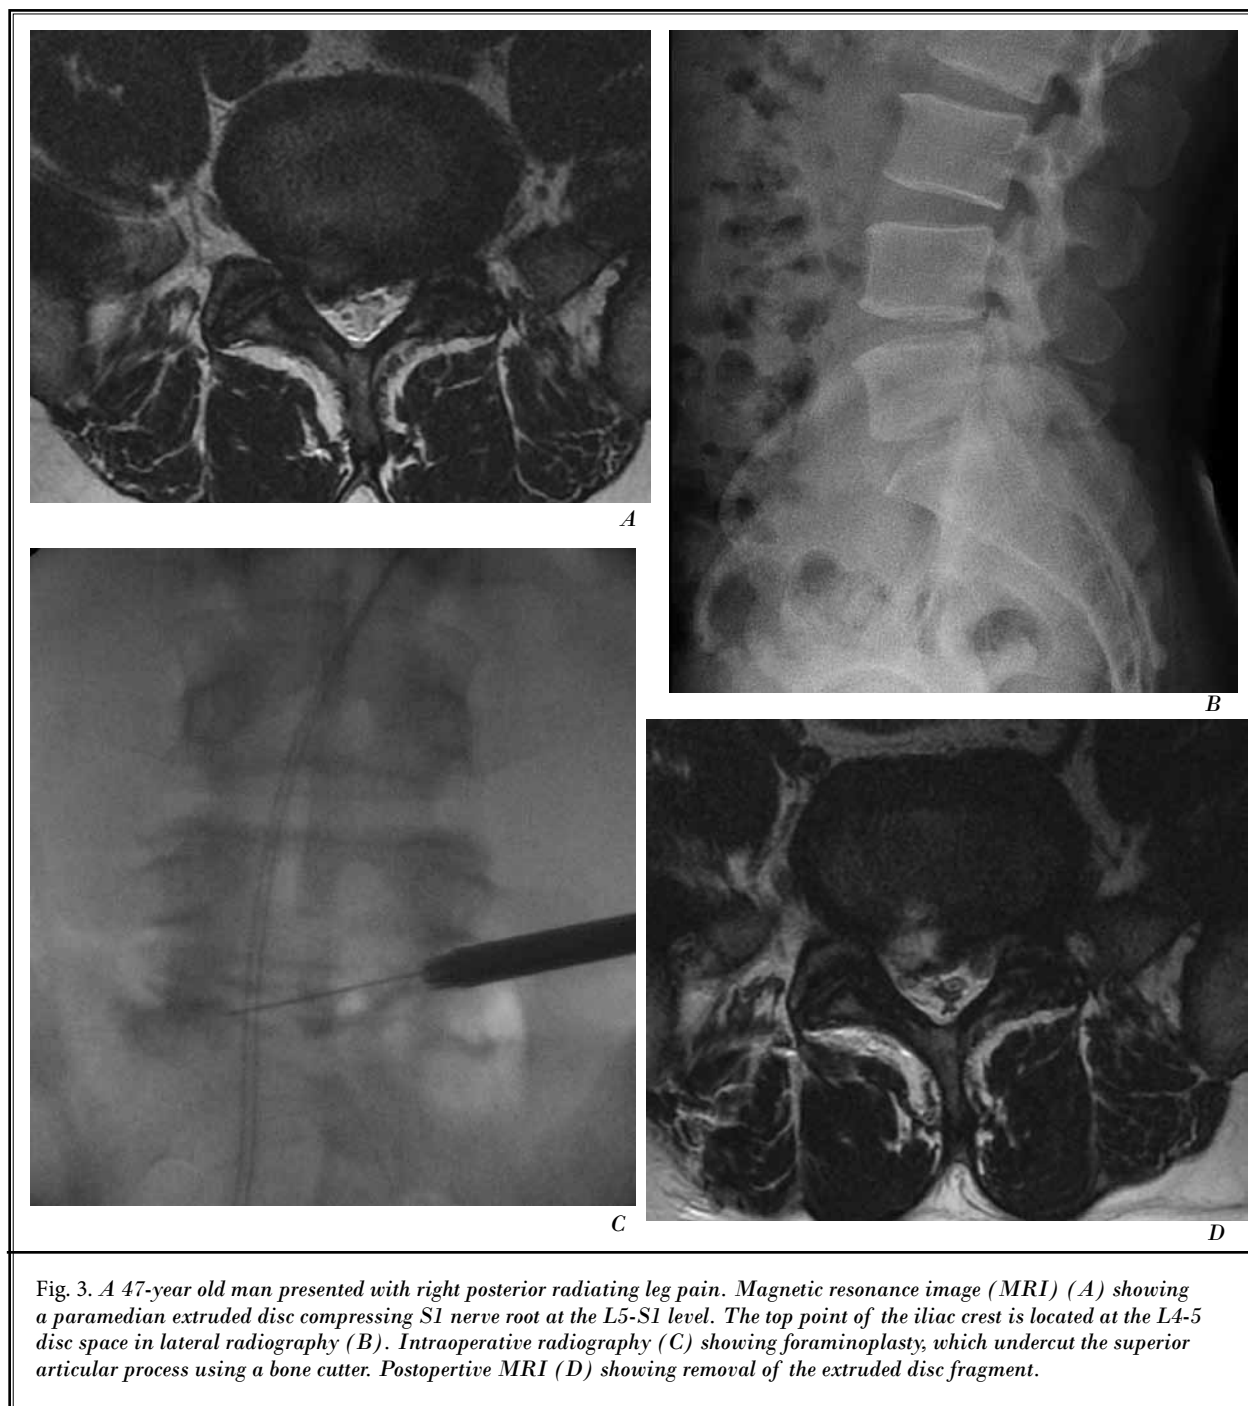 A
B
C
D
Fig. 3. A 47-year old man presented with right posterior radiating leg pain. Magnetic resonance image (MRI) (A) showing
a paramedian extruded disc compressing S1 nerve root at the L5-S1 level. The top point of the iliac crest is located at the L4-5
disc space in lateral radiography (B). Intraoperative radiography (C) showing foraminoplasty, which undercut the superior
articular process using a bone cutter. Postopertive MRI (D) showing removal of the extruded disc fragment.